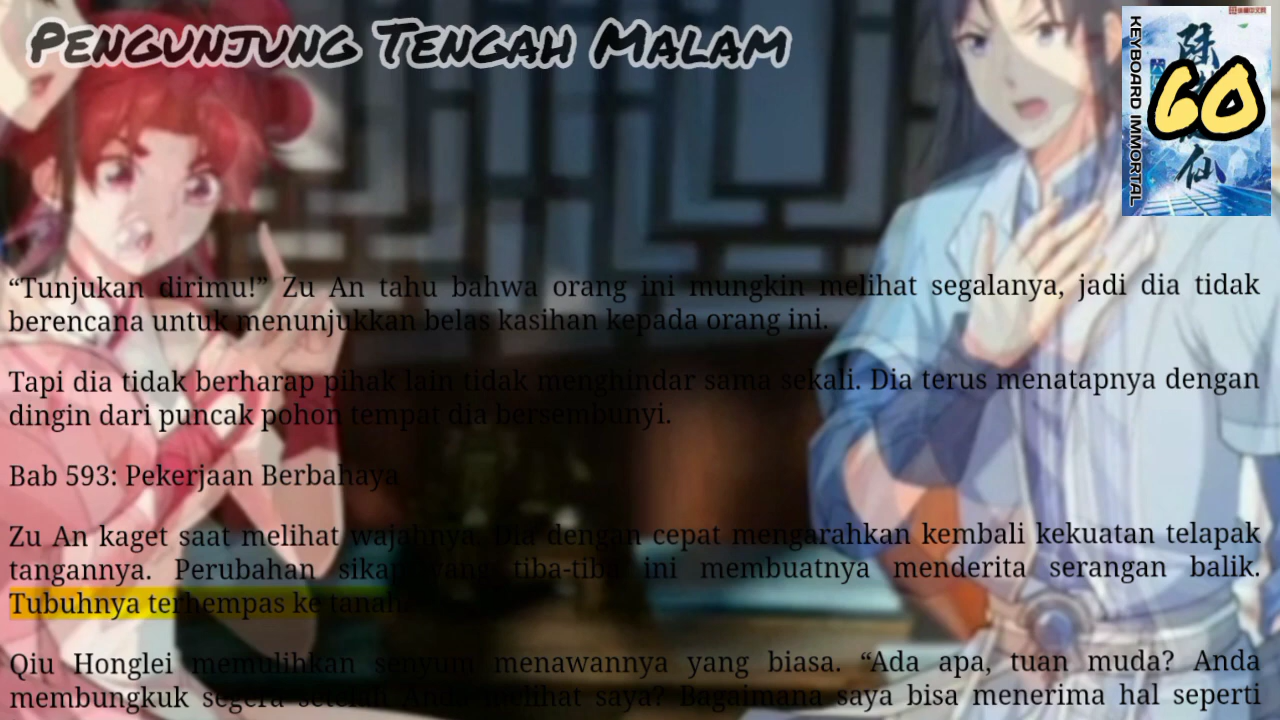 Pengunjung Tengah Malam
KEYBOARD IMMORTAL
60
仙
“Tunjukan dirimu!” Zu An tahu bahwa orang ini mungkin melihat segalanya, jadi dia tidak
berencana untuk menunjukkan belas kasihan kepada orang ini.
Tapi dia tidak berharap pihak lain tidak menghindar sama sekali. Dia terus menatapnya dengan
dingin dari puncak pohon tempat dia bersembunyi.
Bab 593: Pekerjaan Berbahaya
Zu An kaget saat melihat wajahnya. Dia dengan cepat mengarahkan kembali kekuatan telapak
tangannya. Perubahan sikap yang tiba-tiba ini membuatnya menderita serangan balik.
Tubuhnya terhempas ke tanah.
Qiu Honglei memulihkan senyum menawannya yang biasa. “Ada apa, tuan muda? Anda
membungkuk segera setelah Anda melihat saya? Bagaimana saya bisa menerima hal seperti